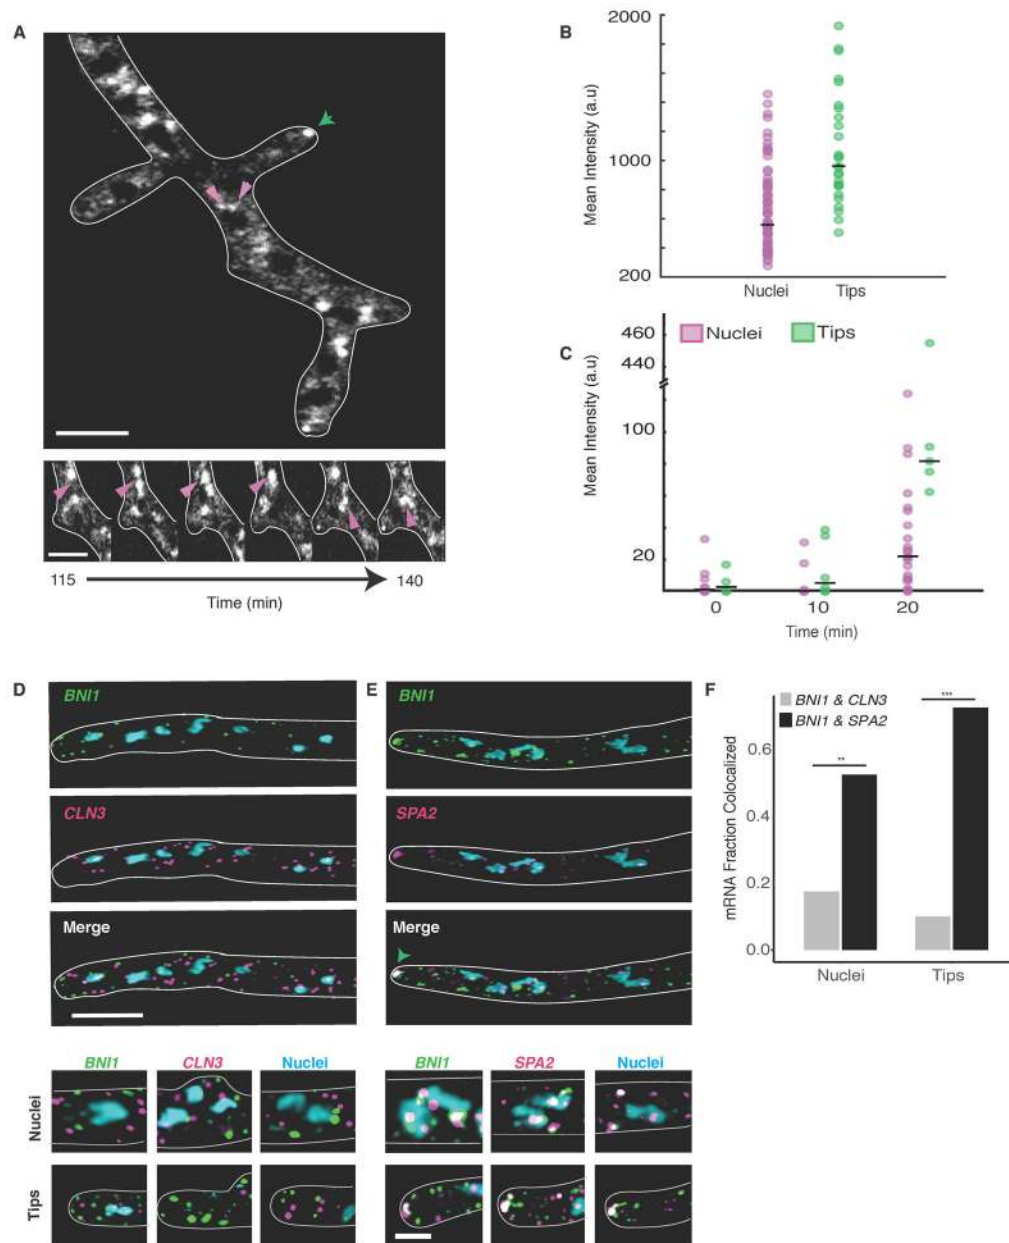 A
115
140
Time (min)
B
2000
1000
200
Mean Intensity (a.u)
Nuclei
Tips
C
460
440
100
20
Mean Intensity (a.u)
Nuclei
Tips
0
10
20
Time (min)
D
BNI1
CLN3
Merge
E
BNI1
SPA2
Merge
F
BNI1 & CLN3
BNI1 & SPA2
***
**
0.6
0.4
0.2
0.0
mRNA Fraction Colocalized
Nuclei
Tips
BNI1
CLN3
Nuclei
BNI1
SPA2
Nuclei
Nuclei
Tips